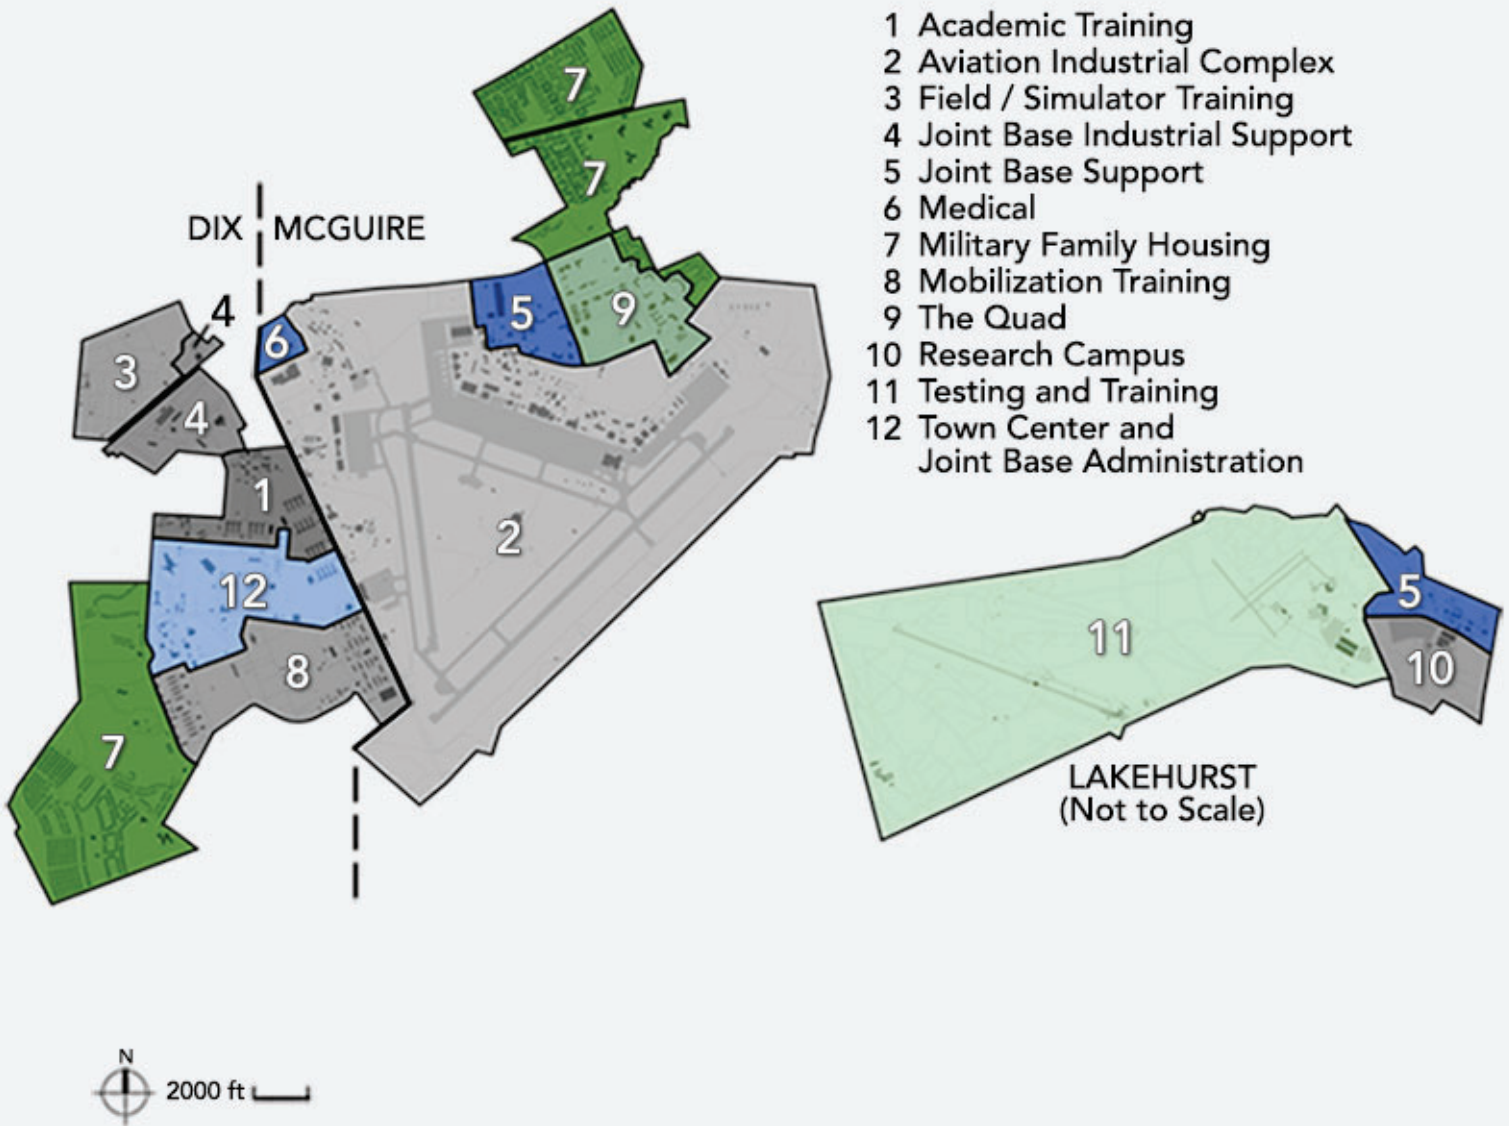 1 Academic Training
2 Aviation Industrial Complex
3 Field / Simulator Training
4 Joint Base Industrial Support
5 Joint Base Support
6 Medical
7 Military Family Housing
8 Mobilization Training
9 The Quad
10 Research Campus
11 Testing and Training
12 Town Center and
Joint Base Administration
7
7
DIX MCGUIRE
4
5
9
6
3
4
1
2
12
8
7
5
11
10
LAKEHURST
(Not to Scale)
N
2000 ft